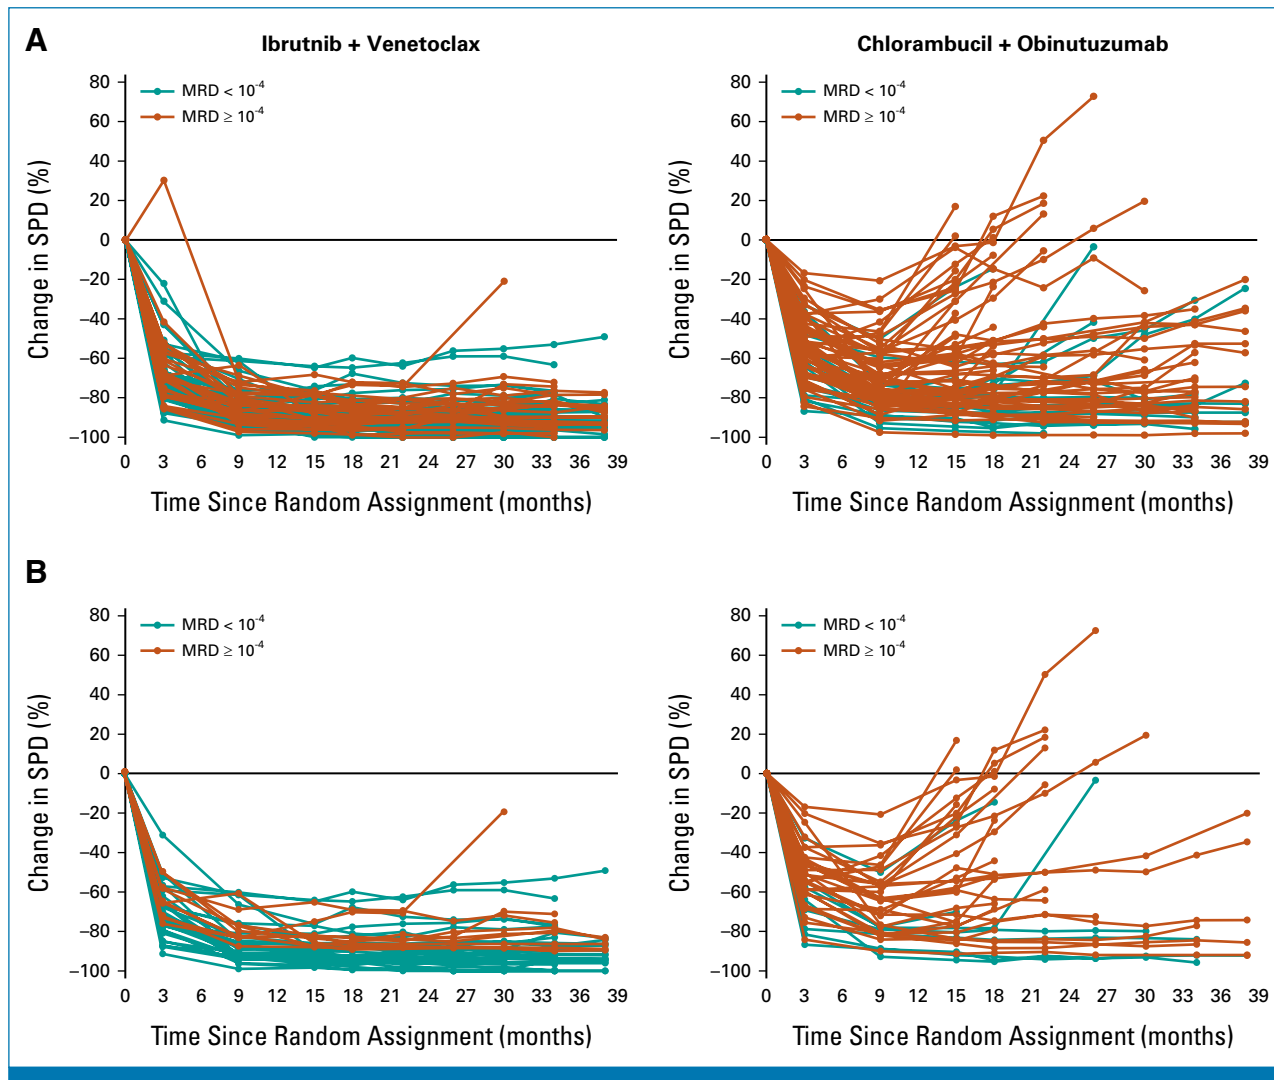 A
Ibrutnib + Venetoclax
Chlorambucil + Obinutuzumab
Change in SPD (%)
80
60
40
20
0
–20
–40
–60
–80
–100
MRD < 10-4
MRD ≥ 10-4
0 3 6 9 12 15 18 21 24 27 30 33 36 39
Time Since Random Assignment (months)
Change in SPD (%)
80
60
40
20
0
–20
–40
–60
–80
–100
MRD < 10-4
MRD ≥ 10-4
0 3 6 9 12 15 18 21 24 27 30 33 36 39
Time Since Random Assignment (months)
B
Change in SPD (%)
80
60
40
20
0
–20
–40
–60
–80
–100
MRD < 10-4
MRD ≥ 10-4
0 3 6 9 12 15 18 21 24 27 30 33 36 39
Time Since Random Assignment (months)
Change in SPD (%)
80
60
40
20
0
–20
–40
–60
–80
–100
MRD < 10-4
MRD ≥ 10-4
0 3 6 9 12 15 18 21 24 27 30 33 36 39
Time Since Random Assignment (months)